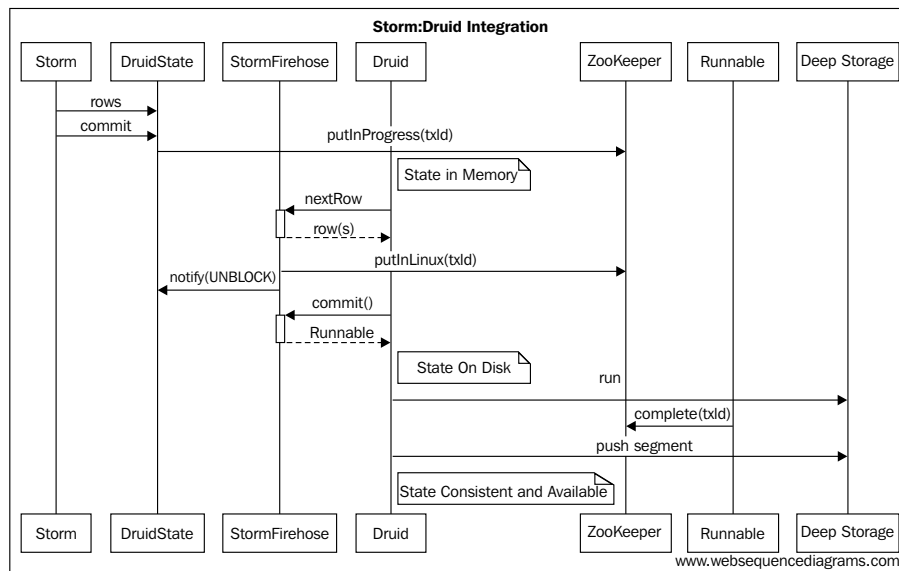 Storm:Druid Integration
Storm
DruidState
StormFirehose
Druid
ZooKeeper
Runnable
Deep Storage
rows
commit
putInProgress(txId)
State in Memory
nextRow
row(s)
putInLinux(txId)
notify(UNBLOCK)
commit()
Runnable
State On Disk
run
complete(txId)
push segment
State Consistent and Available
Storm
DruidState
StormFirehose
Druid
ZooKeeper
Runnable
Deep Storage
www.websequencediagrams.com